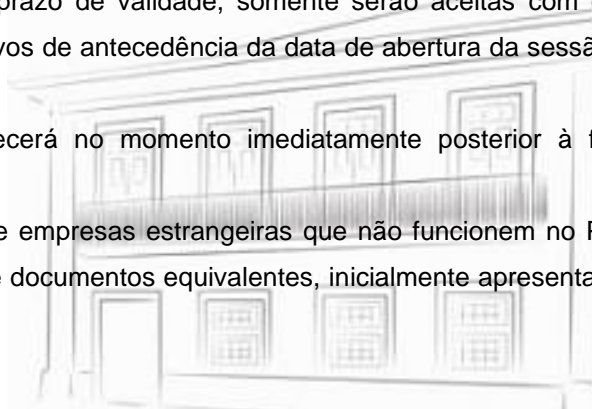 prazo de validade, somente serão aceitas com
vos de antecedência da data de abertura da sessã
ecerá no momento imediatamente posterior à f
e empresas estrangeiras que não funcionem no
e documentos equivalentes, inicialmente apresenta